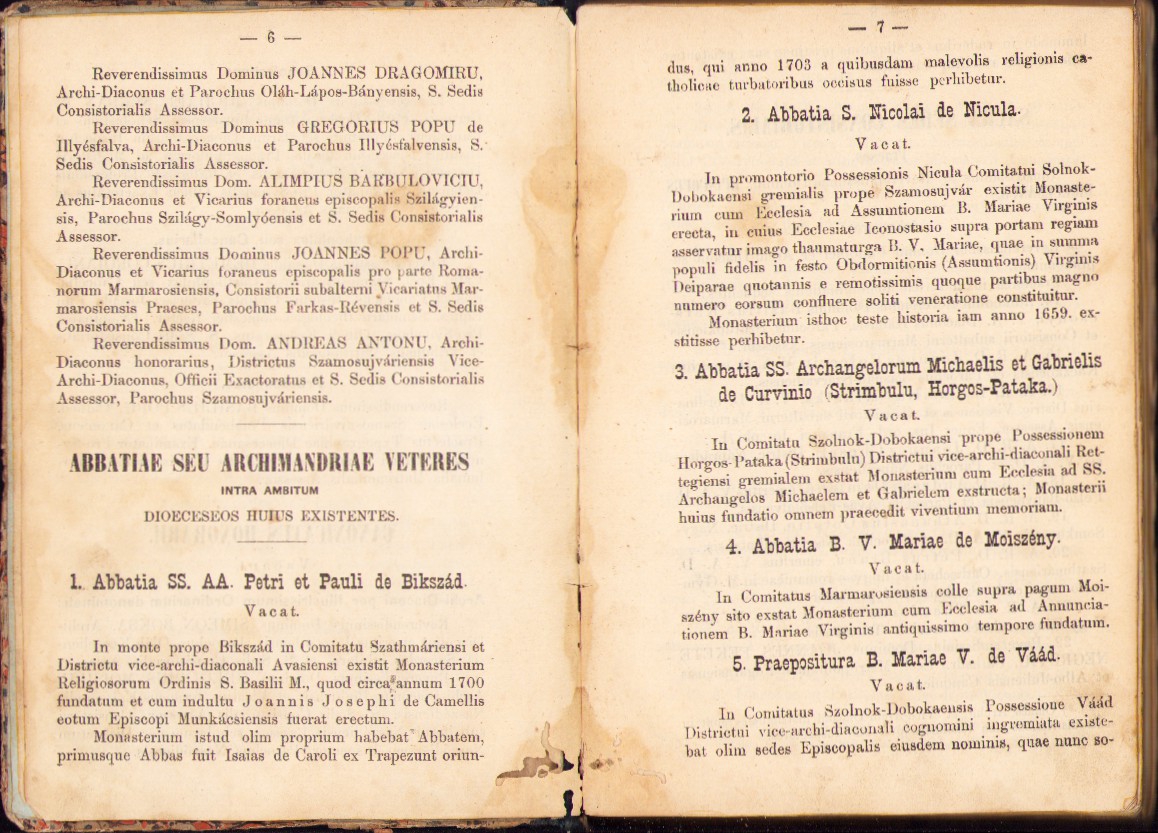 — 6 —
Reverendissimus Dominus JOANNES DRAGOMIRU,
Archi-Diaconus et Parochus Oláh-Lápos-Bányensis, S. Sedis
Consistorialis Assessor.
Reverendissimus Dominus GREGORIUS POPU de
Illyésfalva, Archi-Diaconus et Parochus Illyésfalvensis, S.
Sedis Consistorialis Assessor.
Reverendissimus Dom. ALIMPIUS BARBULOVICIU,
Archi-Diaconus et Vicarius foraneus episcopalis Szilágyien-
sis, Parochus Szilágy-Somlyóensis et S. Sedis Consistorialis
Assessor.
Reverendissimus Dominus JOANNES POPU, Archi-
Diaconus et Vicarius foraneus episcopalis pro parte Roma-
norum Marmarosiensis, Consistorii subalterni Vicariatus Mar-
marosiensis Praeses, Parochus Farkas-Révensis et S. Sedis
Consistorialis Assessor.
Reverendissimus Dom. ANDREAS ANTONU, Archi-
Diaconus honorarius, Districtus Szamosujváriensis Vice-
Archi-Diaconus, Officii Exactoratus et S. Sedis Consistorialis
Assessor, Parochus Szamosujváriensis.
ABBATIAE SEU ARCHIMANDRIAE VETERES
INTRA AMBITUM
DIOECESEOS HUIUS EXISTENTES.
1. Abbatia SS. AA. Petri et Pauli de Bikszád.
Vacat.
In monte prope Bikszád in Comitatu Szathmáriensi et
Districtu vice-archi-diaconali Avasiensi existit Monasterium
Religiosorum Ordinis S. Basilii M., quod circa annum 1700
fundatum et cum indultu Joannis Josephi de Camellis
eotum Episcopi Munkácsiensis fuerat erectum.
Monasterium istud olim proprium habebat Abbatem,
primusque Abbas fuit Isaias de Caroli ex Trapezunt oriun-
— 7 —
dus, qui anno 1703 a quibusdam malevolis religionis ca-
tholicae turbatoribus occisus fuisse perhibetur.
2. Abbatia S. Nicolai de Nicula.
Vacat.
In promontorio Possessionis Nicula Comitatui Solnok-
Dobokaensi gremialis prope Szamosujvár existit Monaste-
rium cum Ecclesia ad Assumtionem B. Mariae Virginis
erecta, in cuius Ecclesiae Iconostasio supra portam regiam
asservatur imago thaumaturga B. V. Mariae, quae in summa
populi fidelis in festo Obdormitionis (Assumtionis) Virginis
Deiparae quotannis e remotissimis quoque partibus magno
numero eorsum confluere soliti veneratione constituitur.
Monasterium isthoc teste historia iam anno 1659. ex-
stitisse perhibetur.
3. Abbatia SS. Archangelorum Michaelis et Gabrielis
de Curvinio (Strimbulu, Horgos-Pataka.)
Vacat.
In Comitatu Szolnok-Dobokaensi prope Possessionem
Horgos-Pataka (Strimbulu) Districtui vice-archi-diaconali Ret-
tegiensi gremialem exstat Monasterium cum Ecclesia ad SS.
Archangelos Michaelem et Gabrielem exstructa; Monasterii
huius fundatio omnem praecedit viventium memoriam.
4. Abbatia B. V. Mariae de Moiszény.
Vacat.
In Comitatus Marmarosiensis colle supra pagum Moi-
szény sito exstat Monasterium cum Ecclesia ad Annuncia-
tionem B. Mariae Virginis antiquissimo tempore fundatum.
5. Praepositura B. Mariae V. de Váád.
Vacat.
In Comitatus Szolnok-Dobokaensis Possessione Váád
Districtui vice-archi-diaconali cognomini ingremiata existe-
bat olim sedes Episcopalis eiusdem nominis, quae nunc so-